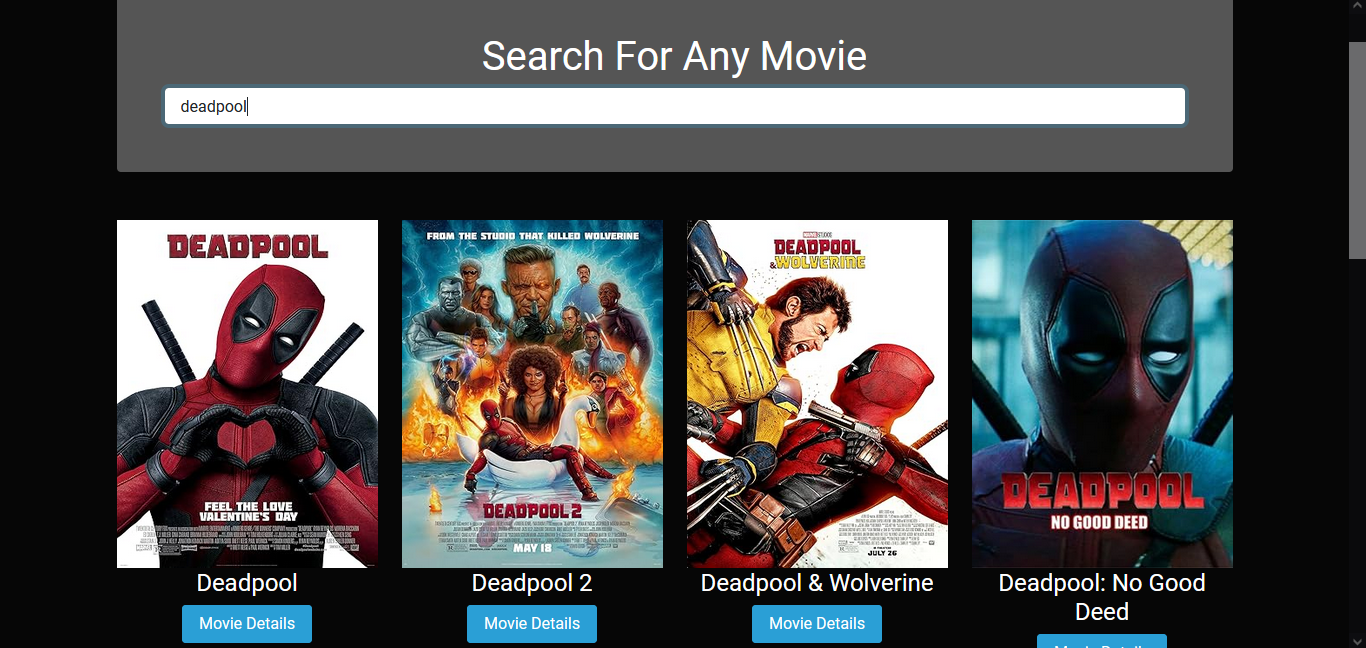 Search For Any Movie
deadpool
DEADPOOL
FEEL THE LOVE
VALENTINE'S DAY
FROM THE STUDIO THAT KILLED WOLVERINE
DEADPOOL 2
MAY 18
MARVEL STUDIOS
DEADPOOL
& WOLVERINE
JULY 26
DEADPOOL
NO GOOD DEED
Deadpool
Movie Details
Deadpool 2
Movie Details
Deadpool & Wolverine
Movie Details
Deadpool: No Good
Deed